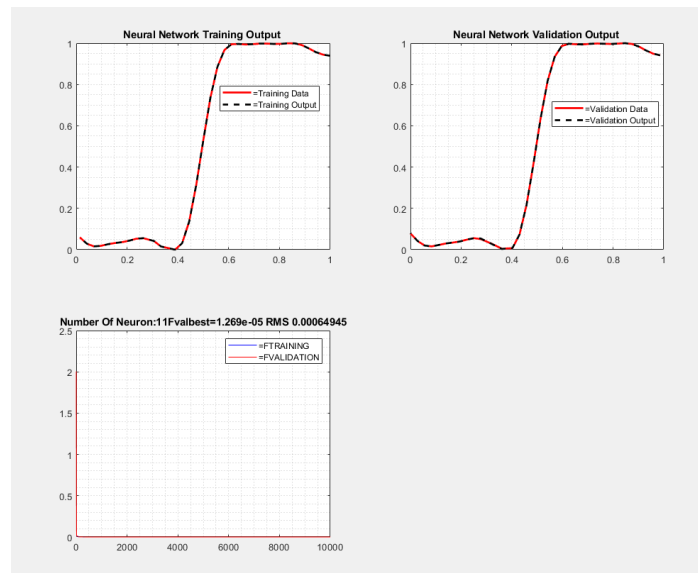 Neural Network Training Output
1
0.8
0.6
0.4
0.2
0
0 0.2 0.4 0.6 0.8 1
=Training Data
=Training Output
Neural Network Validation Output
1
0.8
0.6
0.4
0.2
0
0 0.2 0.4 0.6 0.8 1
=Validation Data
=Validation Output
Number Of Neuron:11Fvalbest=1.269e-05 RMS 0.00064945
2.5
2
1.5
1
0.5
0
0 2000 4000 6000 8000 10000
=FTRAINING
=FVALIDATION